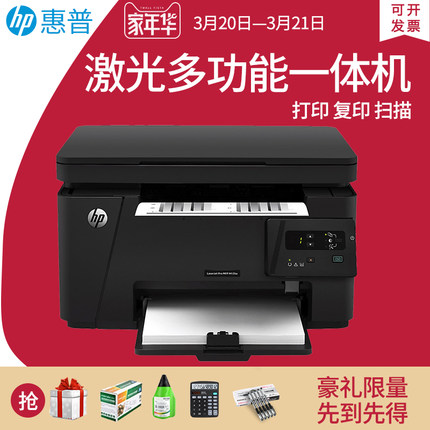 hp 惠普
家年华
3月20日—3月21日
可开
发票
激光多功能一体机
打印 复印 扫描
hp
抢
豪礼限量
先到先得